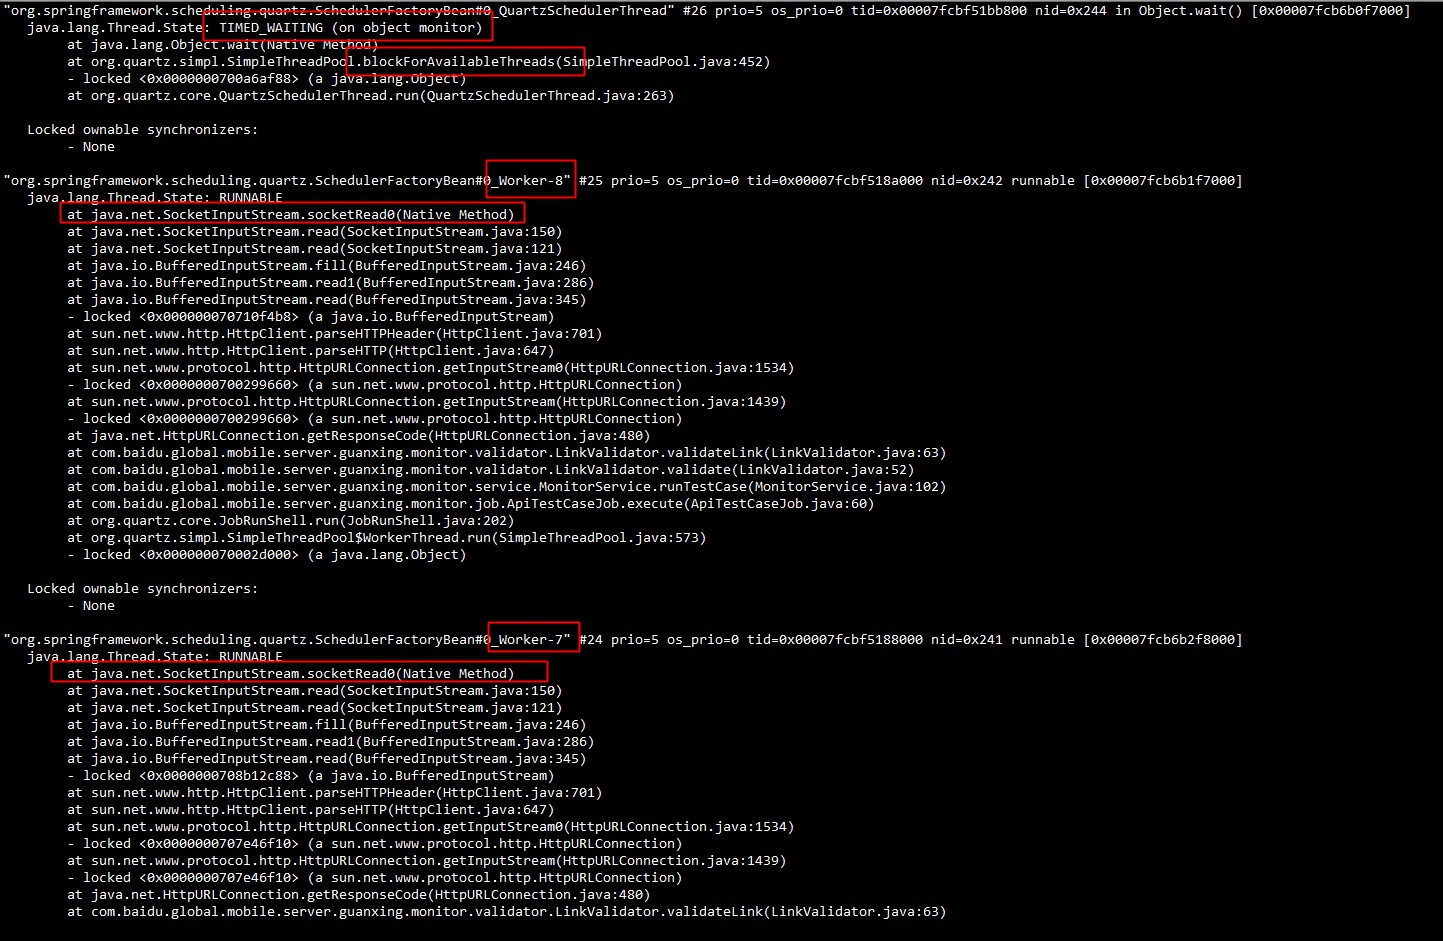 "org.springframework.scheduling.quartz.SchedulerFactoryBean#0_QuartzSchedulerThread" #26 prio=5 os_prio=0 tid=0x00007fcbf51bb800 nid=0x244 in Object.wait() [0x00007fcb6b0f7000]
java.lang.Thread.State: TIMED_WAITING (on object monitor)
at java.lang.Object.wait(Native Method)
at org.quartz.simpl.SimpleThreadPool.blockForAvailableThreads(SimpleThreadPool.java:452)
- locked <0x0000000700a6af88> (a java.lang.Object)
at org.quartz.core.QuartzSchedulerThread.run(QuartzSchedulerThread.java:263)
Locked ownable synchronizers:
- None
"org.springframework.scheduling.quartz.SchedulerFactoryBean#0_Worker-8" #25 prio=5 os_prio=0 tid=0x00007fcbf518a000 nid=0x242 runnable [0x00007fcb6b1f7000]
java.lang.Thread.State: RUNNABLE
at java.net.SocketInputStream.socketRead0(Native Method)
at java.net.SocketInputStream.read(SocketInputStream.java:150)
at java.net.SocketInputStream.read(SocketInputStream.java:121)
at java.io.BufferedInputStream.fill(BufferedInputStream.java:246)
at java.io.BufferedInputStream.read1(BufferedInputStream.java:286)
at java.io.BufferedInputStream.read(BufferedInputStream.java:345)
- locked <0x000000070710f4b8> (a java.io.BufferedInputStream)
at sun.net.www.http.HttpClient.parseHTTPHeader(HttpClient.java:701)
at sun.net.www.http.HttpClient.parseHTTP(HttpClient.java:647)
at sun.net.www.protocol.http.HttpURLConnection.getInputStream0(HttpURLConnection.java:1534)
- locked <0x0000000700299660> (a sun.net.www.protocol.http.HttpURLConnection)
at sun.net.www.protocol.http.HttpURLConnection.getInputStream(HttpURLConnection.java:1439)
- locked <0x0000000700299660> (a sun.net.www.protocol.http.HttpURLConnection)
at java.net.HttpURLConnection.getResponseCode(HttpURLConnection.java:480)
at com.baidu.global.mobile.server.guanxing.monitor.validator.LinkValidator.validateLink(LinkValidator.java:63)
at com.baidu.global.mobile.server.guanxing.monitor.validator.LinkValidator.validate(LinkValidator.java:52)
at com.baidu.global.mobile.server.guanxing.monitor.service.MonitorService.runTestCase(MonitorService.java:102)
at com.baidu.global.mobile.server.guanxing.monitor.job.ApiTestCaseJob.execute(ApiTestCaseJob.java:60)
at org.quartz.core.JobRunShell.run(JobRunShell.java:202)
at org.quartz.simpl.SimpleThreadPool$WorkerThread.run(SimpleThreadPool.java:573)
- locked <0x000000070002d000> (a java.lang.Object)
Locked ownable synchronizers:
- None
"org.springframework.scheduling.quartz.SchedulerFactoryBean#0_Worker-7" #24 prio=5 os_prio=0 tid=0x00007fcbf5188000 nid=0x241 runnable [0x00007fcb6b2f8000]
java.lang.Thread.State: RUNNABLE
at java.net.SocketInputStream.socketRead0(Native Method)
at java.net.SocketInputStream.read(SocketInputStream.java:150)
at java.net.SocketInputStream.read(SocketInputStream.java:121)
at java.io.BufferedInputStream.fill(BufferedInputStream.java:246)
at java.io.BufferedInputStream.read1(BufferedInputStream.java:286)
at java.io.BufferedInputStream.read(BufferedInputStream.java:345)
- locked <0x0000000708b12c88> (a java.io.BufferedInputStream)
at sun.net.www.http.HttpClient.parseHTTPHeader(HttpClient.java:701)
at sun.net.www.http.HttpClient.parseHTTP(HttpClient.java:647)
at sun.net.www.protocol.http.HttpURLConnection.getInputStream0(HttpURLConnection.java:1534)
- locked <0x0000000707e46f10> (a sun.net.www.protocol.http.HttpURLConnection)
at sun.net.www.protocol.http.HttpURLConnection.getInputStream(HttpURLConnection.java:1439)
- locked <0x0000000707e46f10> (a sun.net.www.protocol.http.HttpURLConnection)
at java.net.HttpURLConnection.getResponseCode(HttpURLConnection.java:480)
at com.baidu.global.mobile.server.guanxing.monitor.validator.LinkValidator.validateLink(LinkValidator.java:63)